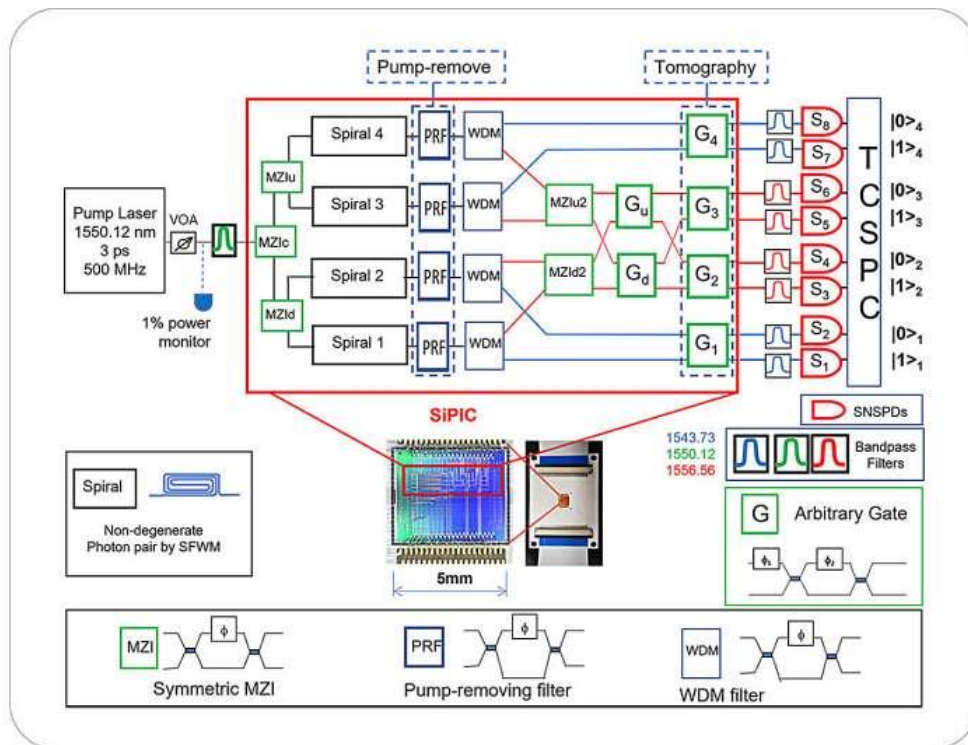 Pump-remove
Tomography
Spiral 4
PRF
WDM
G4
S8
|0>4
S7
|1>4
MZIu
Pump Laser
1550.12 nm
3 ps
500 MHz
VOA
Spiral 3
PRF
WDM
MZIu2
Gu
G3
S6
|0>3
S5
|1>3
MZIc
T
C
S
P
C
Spiral 2
PRF
WDM
MZId2
Gd
G2
S4
|0>2
S3
|1>2
MZId
1% power
monitor
Spiral 1
PRF
WDM
G1
S2
|0>1
S1
|1>1
SiPIC
SNSPDs
1543.73
1550.12
1556.56
Bandpass
Filters
Spiral
Non-degenerate
Photon pair by SFWM
5mm
G
Arbitrary Gate
ϕ1
ϕ2
MZI
ϕ
Symmetric MZI
PRF
ϕ
Pump-removing filter
WDM
ϕ
WDM filter